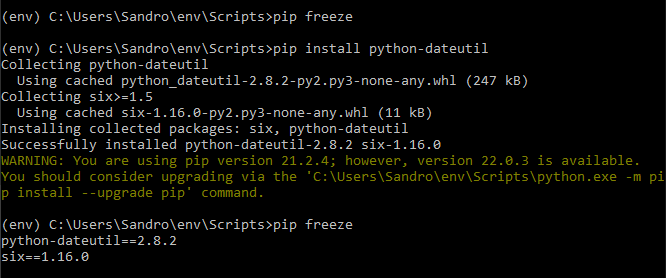 (env) C:\Users\Sandro\env\Scripts>pip freeze
(env) C:\Users\Sandro\env\Scripts>pip install python-dateutil
Collecting python-dateutil
  Using cached python_dateutil-2.8.2-py2.py3-none-any.whl (247 kB)
Collecting six>=1.5
  Using cached six-1.16.0-py2.py3-none-any.whl (11 kB)
Installing collected packages: six, python-dateutil
Successfully installed python-dateutil-2.8.2 six-1.16.0
WARNING: You are using pip version 21.2.4; however, version 22.0.3 is available.
You should consider upgrading via the 'C:\Users\Sandro\env\Scripts\python.exe -m pi
p install --upgrade pip' command.
(env) C:\Users\Sandro\env\Scripts>pip freeze
python-dateutil==2.8.2
six==1.16.0